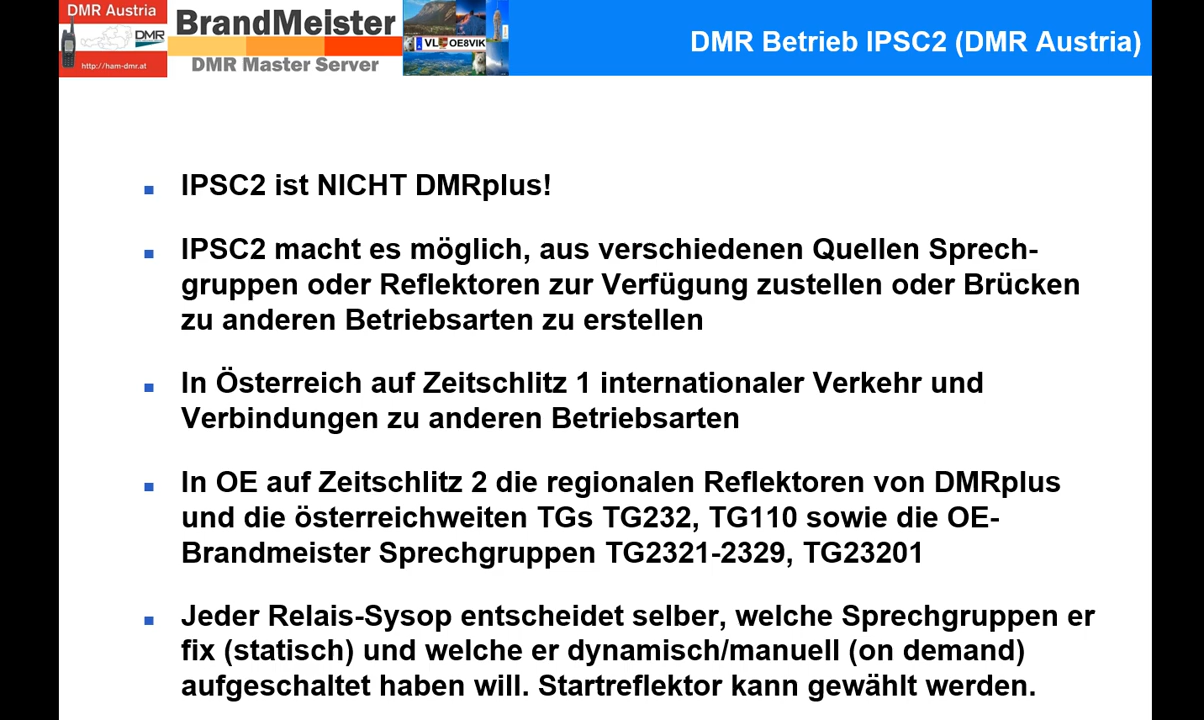 DMR Austria
DMR
http://ham-dmr.at
BrandMeister
DMR Master Server
VL OE8VIK
DMR Betrieb IPSC2 (DMR Austria)
IPSC2 ist NICHT DMRplus!
IPSC2 macht es möglich, aus verschiedenen Quellen Sprech-
gruppen oder Reflektoren zur Verfügung zustellen oder Brücken
zu anderen Betriebsarten zu erstellen
In Österreich auf Zeitschlitz 1 internationaler Verkehr und
Verbindungen zu anderen Betriebsarten
In OE auf Zeitschlitz 2 die regionalen Reflektoren von DMRplus
und die österreichweiten TGs TG232, TG110 sowie die OE-
Brandmeister Sprechgruppen TG2321-2329, TG23201
Jeder Relais-Sysop entscheidet selber, welche Sprechgruppen er
fix (statisch) und welche er dynamisch/manuell (on demand)
aufgeschaltet haben will. Startreflektor kann gewählt werden.